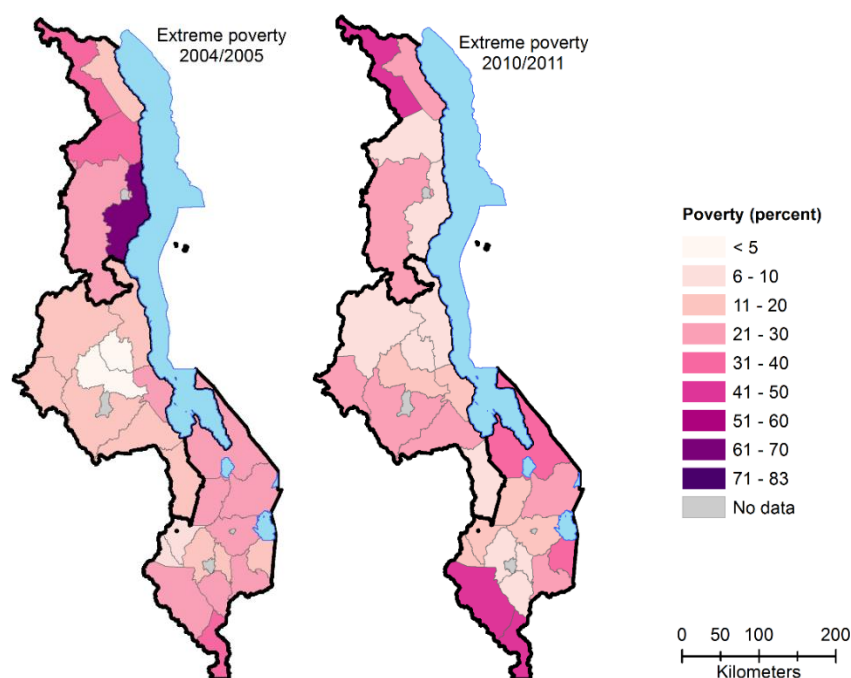 Extreme poverty
2004/2005
Extreme poverty
2010/2011
Poverty (percent)
< 5
6 - 10
11 - 20
21 - 30
31 - 40
41 - 50
51 - 60
61 - 70
71 - 83
No data
0 50 100 200
Kilometers